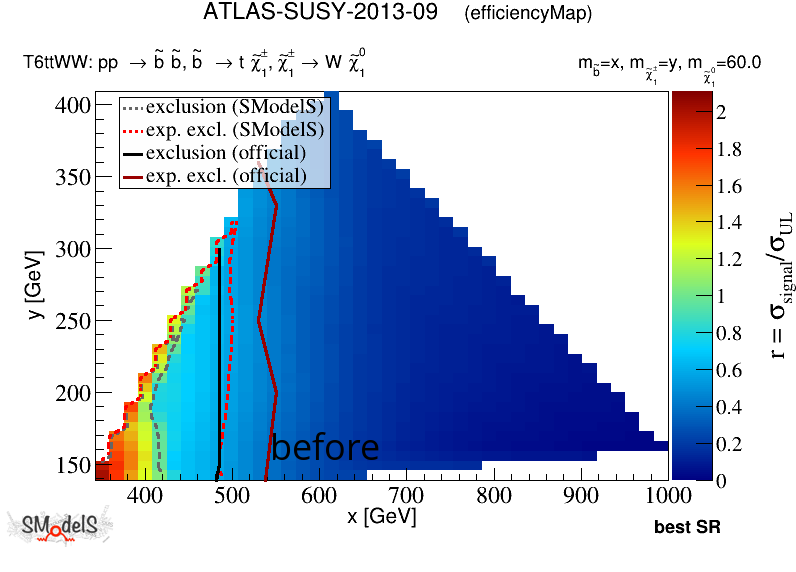 ATLAS-SUSY-2013-09 (efficiencyMap)
T6ttWW: pp → b̃ b̃, b̃ → t χ̃₁±, χ̃₁± → W χ̃₁⁰ m_b̃=x, m_χ̃₁±=y, m_χ̃₁⁰=60.0
exclusion (SModelS)
exp. excl. (SModelS)
exclusion (official)
exp. excl. (official)
y [GeV]
400
350
300
250
200
150
400 500 600 700 800 900 1000
x [GeV]
before
2
1.8
1.6
1.4
1.2
1
0.8
0.6
0.4
0.2
0
r = σ_signal/σ_UL
SModelS
best SR